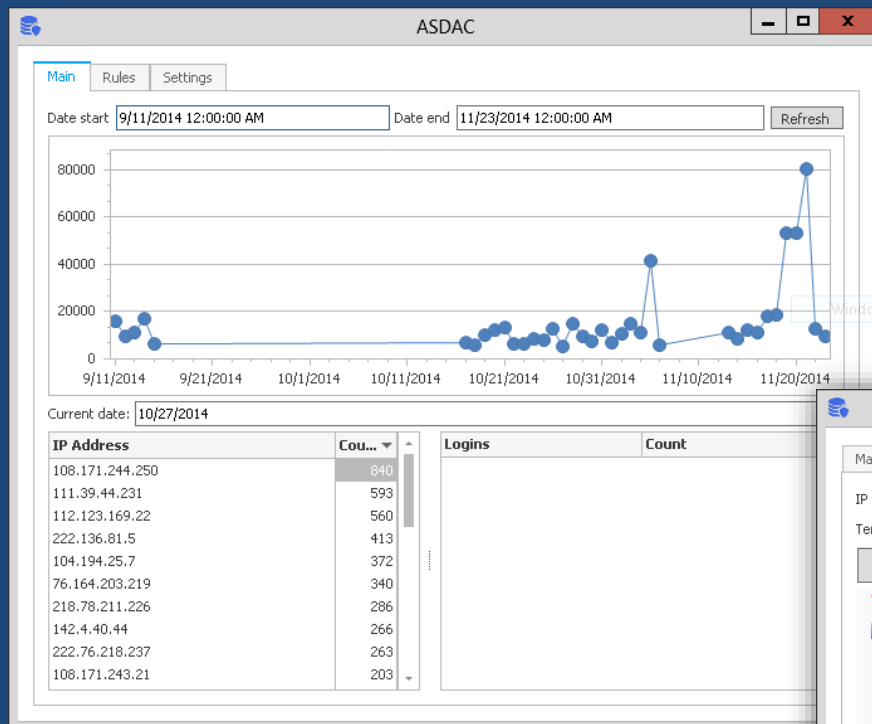 ASDAC
Main Rules Settings
Date start 9/11/2014 12:00:00 AM Date end 11/23/2014 12:00:00 AM Refresh
80000
60000
40000
20000
0
9/11/2014 9/21/2014 10/1/2014 10/11/2014 10/21/2014 10/31/2014 11/10/2014 11/20/2014
Current date: 10/27/2014
IP Address Cou... Logins Count
108.171.244.250 840
111.39.44.231 593
112.123.169.22 560
222.136.81.5 413
104.194.25.7 372
76.164.203.219 340
218.78.211.226 286
142.4.40.44 266
222.76.218.237 263
108.171.243.21 203
Windo
Ma
IP
Ter